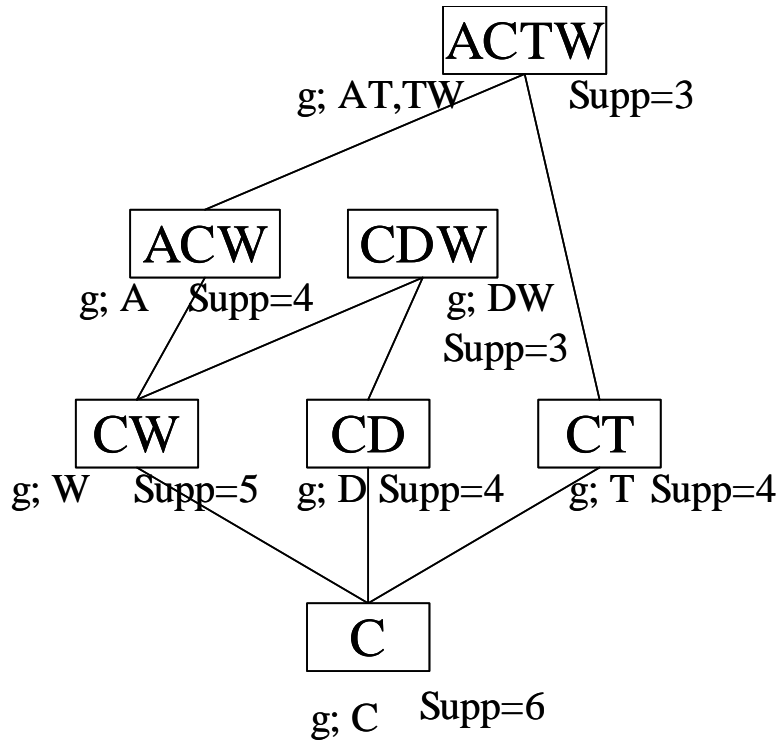 ACTW
g; AT,TW Supp=3
ACW CDW
g; A Supp=4 g; DW
Supp=3
CW CD CT
g; W Supp=5 g; D Supp=4 g; T Supp=4
C
g; C Supp=6